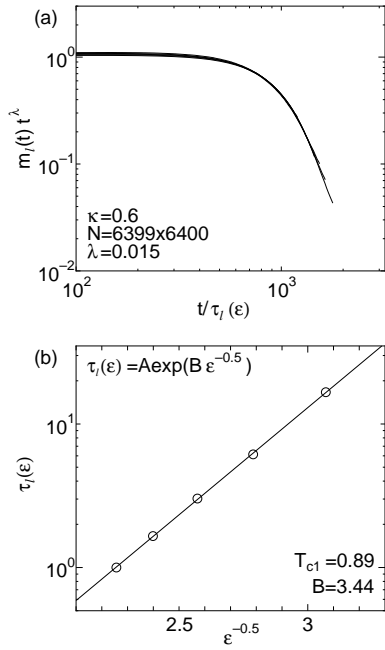 (a)
10^0
10^-1
10^-2
m_l(t) t^λ
κ=0.6
N=6399x6400
λ=0.015
10^2
10^3
t/τ_l(ε)
(b)
τ_l(ε)=Aexp(B ε^-0.5)
10^1
10^0
τ_l(ε)
T_c1=0.89
B=3.44
2.5
3
ε^-0.5